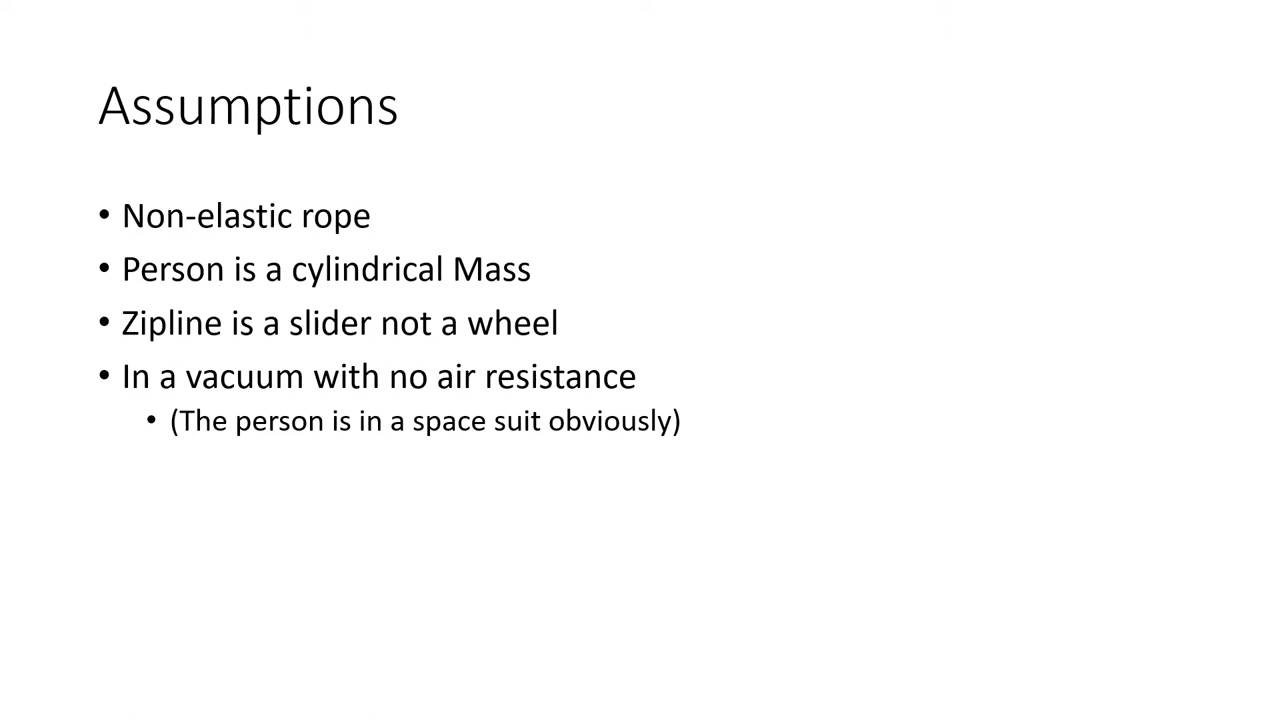 Assumptions
• Non-elastic rope
• Person is a cylindrical Mass
• Zipline is a slider not a wheel
• In a vacuum with no air resistance
• (The person is in a space suit obviously)